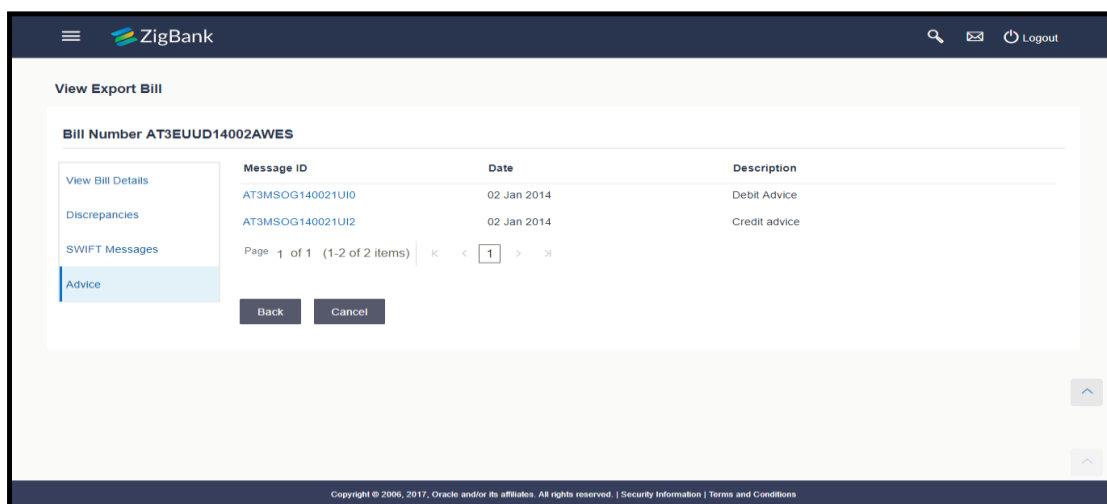 ZigBank
Logout
View Export Bill
Bill Number AT3EUUD14002AWES
View Bill Details
Discrepancies
SWIFT Messages
Advice
Message ID Date Description
AT3MSOG140021UI0 02 Jan 2014 Debit Advice
AT3MSOG140021UI2 02 Jan 2014 Credit advice
Page 1 of 1 (1-2 of 2 items) K < 1 > >|
Back Cancel
Copyright © 2006, 2017, Oracle and/or its affiliates. All rights reserved. | Security Information | Terms and Conditions